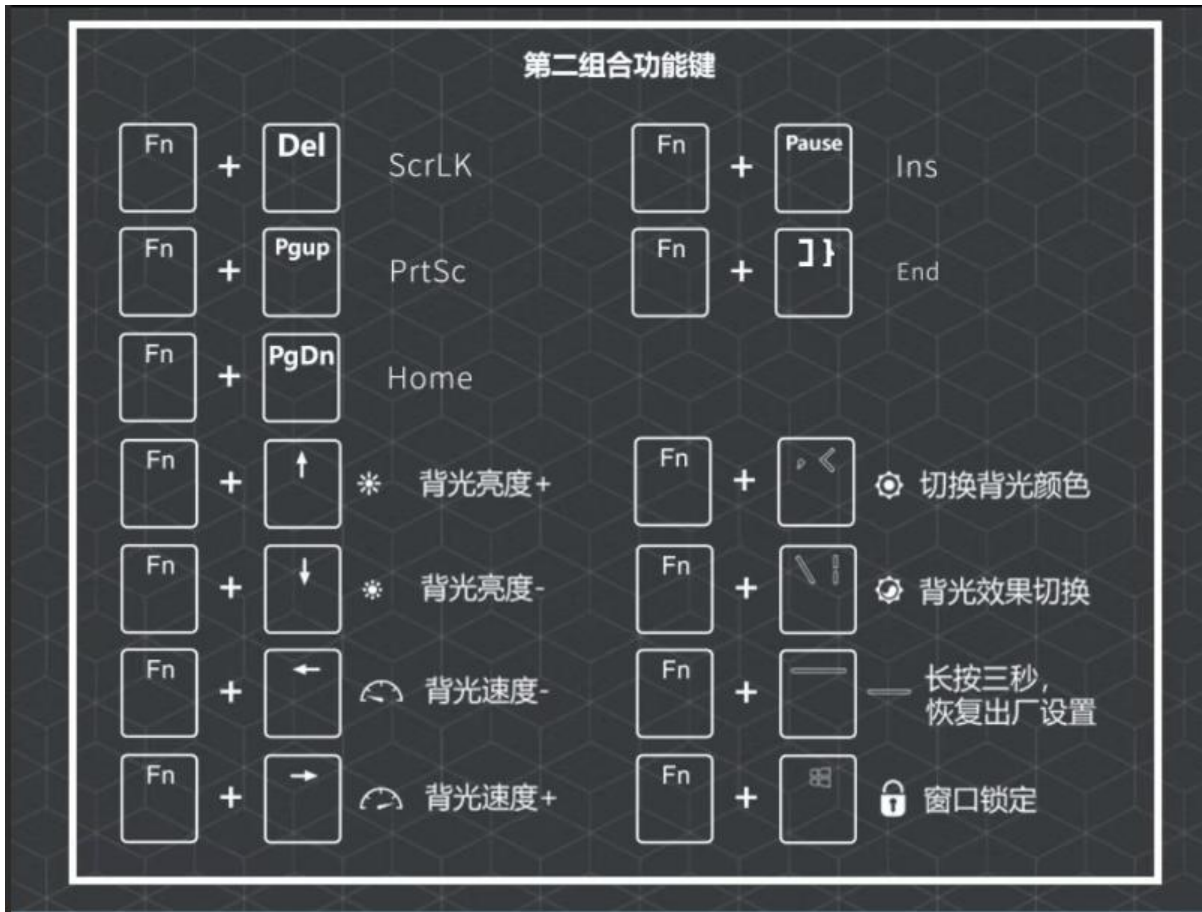 第二组合功能键
Fn + Del ScrLK
Fn + Pause Ins
Fn + Pgup PrtSc
Fn + ]} End
Fn + PgDn Home
Fn + ↑ 背光亮度+
Fn + ,< 切换背光颜色
Fn + ↓ 背光亮度-
Fn + \| 背光效果切换
Fn + ← 背光速度-
Fn + — 长按三秒，
恢复出厂设置
Fn + → 背光速度+
Fn + 窗口锁定